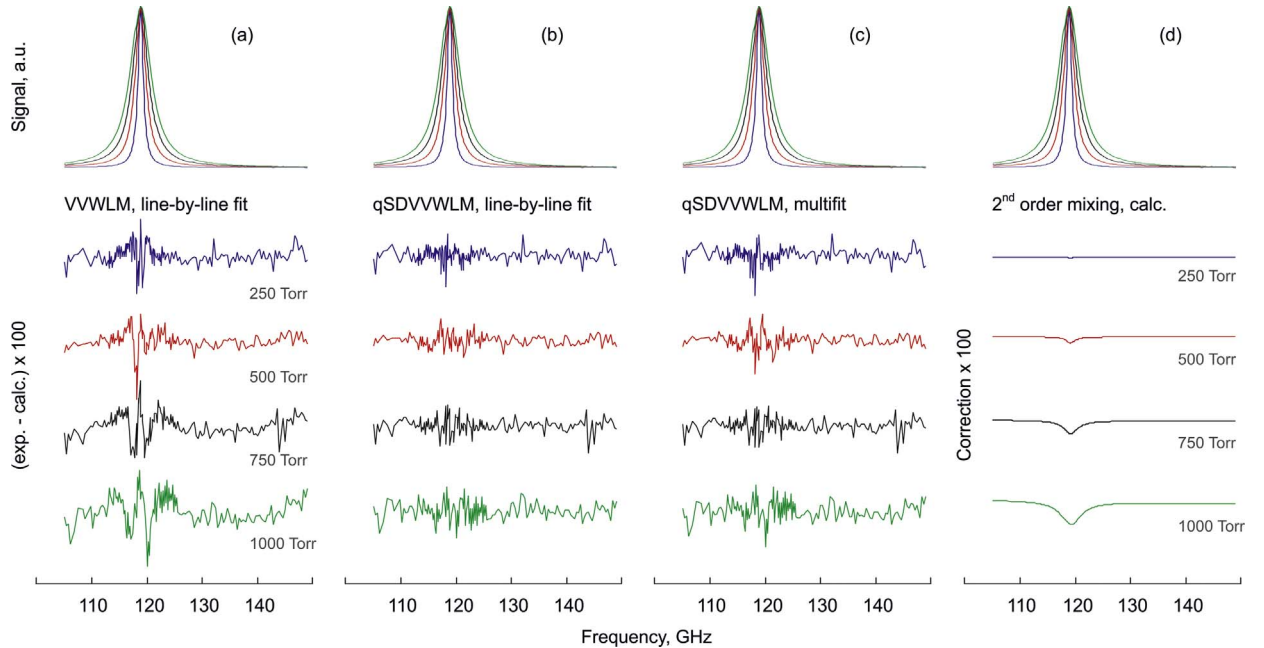 (a)
(b)
(c)
(d)
Signal, a.u.
VVWLM, line-by-line fit
qSDVVWLM, line-by-line fit
qSDVVWLM, multifit
2nd order mixing, calc.
250 Torr
250 Torr
(exp. - calc.) x 100
Correction x 100
500 Torr
500 Torr
750 Torr
750 Torr
1000 Torr
1000 Torr
110 120 130 140
110 120 130 140
110 120 130 140
110 120 130 140
Frequency, GHz